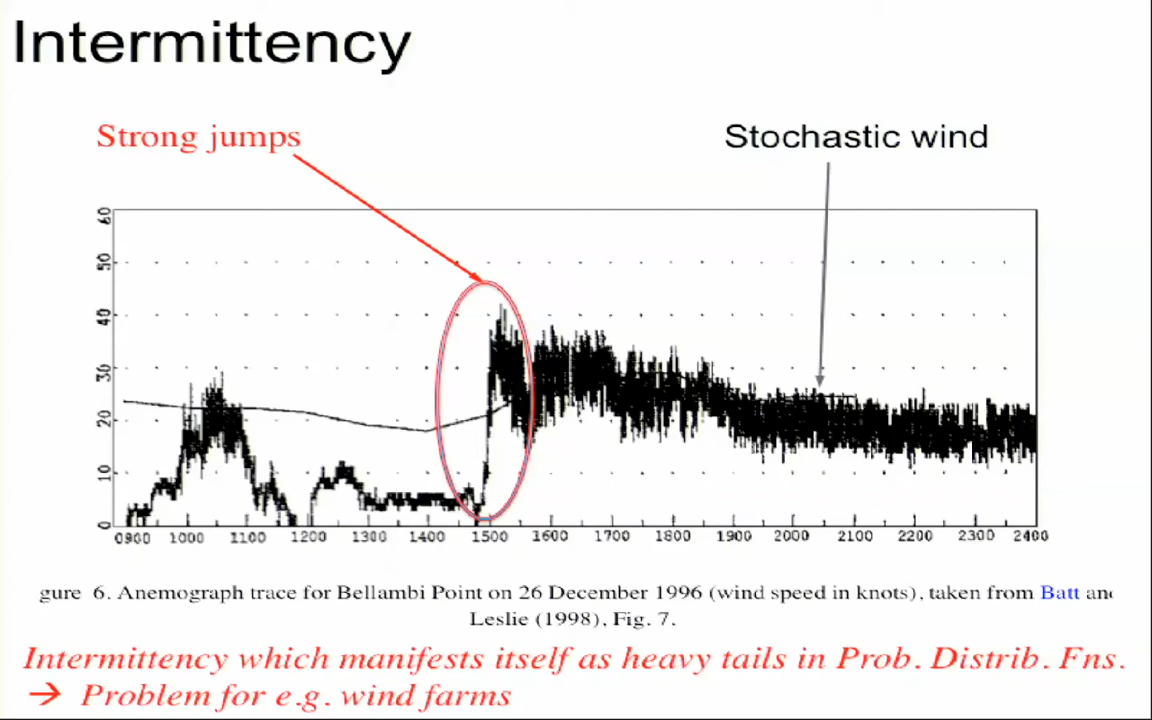 Intermittency
Strong jumps
Stochastic wind
60
50
40
30
20
10
0
0900 1000 1100 1200 1300 1400 1500 1600 1700 1800 1900 2000 2100 2200 2300 2400
gure 6. Anemograph trace for Bellambi Point on 26 December 1996 (wind speed in knots), taken from Batt and
Leslie (1998), Fig. 7.
Intermittency which manifests itself as heavy tails in Prob. Distrib. Fns.
→ Problem for e.g. wind farms